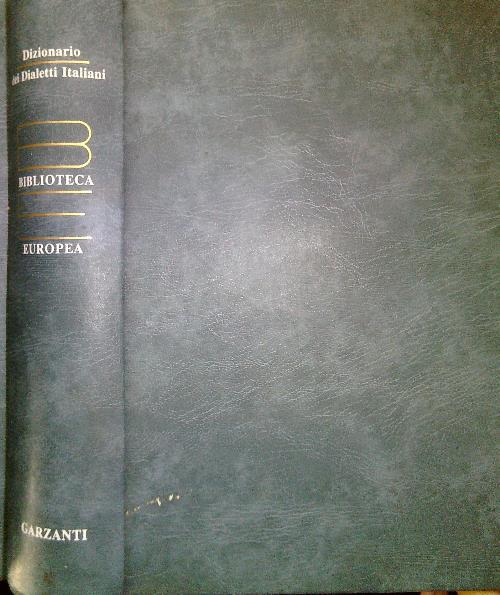 Dizionario
dei Dialetti Italiani
BIBLIOTECA
EUROPEA
GARZANTI